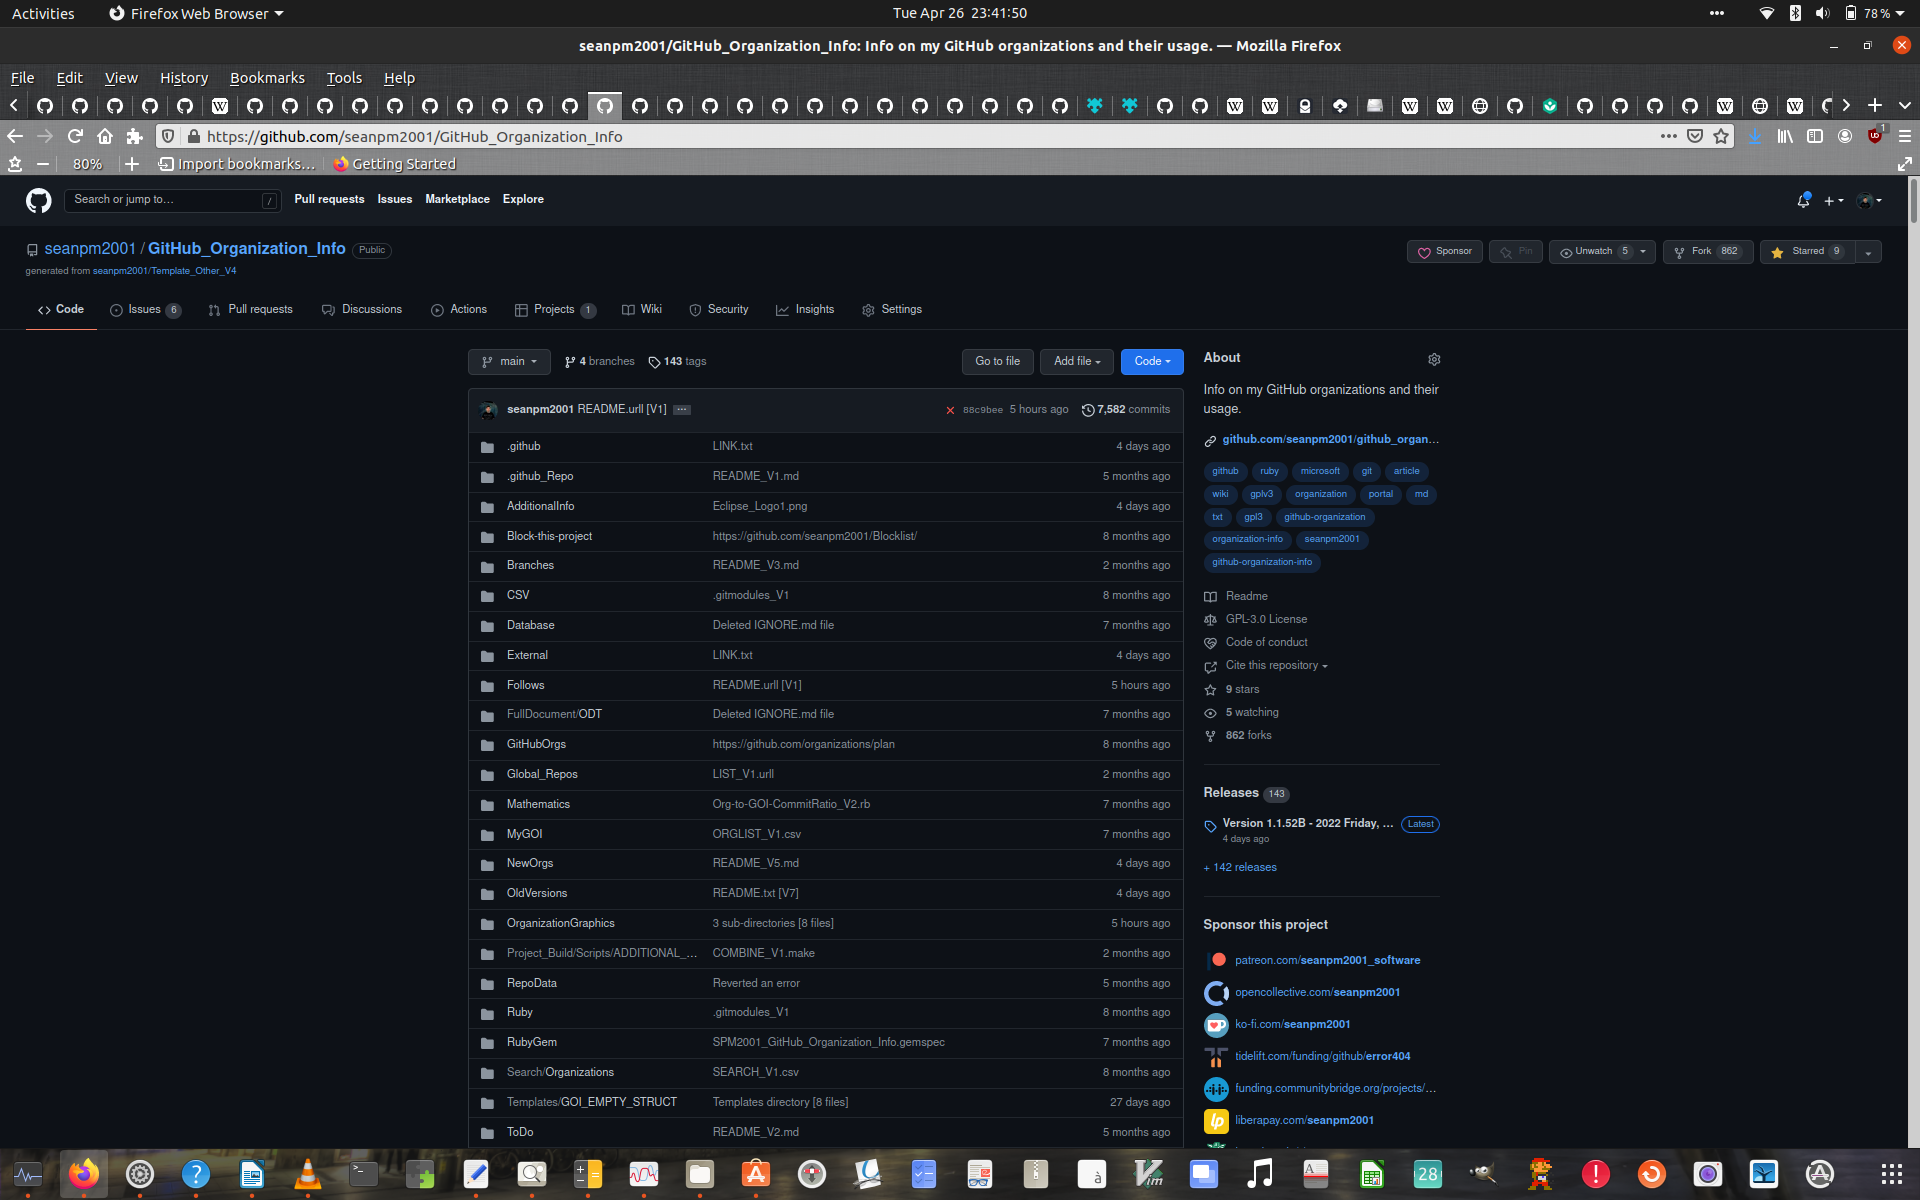 Activities
Firefox Web Browser
Tue Apr 26 23:41:50
78 %
seanpm2001/GitHub_Organization_Info: Info on my GitHub organizations and their usage. — Mozilla Firefox
File Edit View History Bookmarks Tools Help
https://github.com/seanpm2001/GitHub_Organization_Info
1
80%
Import bookmarks...
Getting Started
Search or jump to... /
Pull requests Issues Marketplace Explore
seanpm2001 / GitHub_Organization_Info Public
generated from seanpm2001/Template_Other_V4
Sponsor Pin Unwatch 5 Fork 862 Starred 9
Code Issues 6 Pull requests Discussions Actions Projects 1 Wiki Security Insights Settings
main 4 branches 143 tags
Go to file Add file Code
seanpm2001 README.urll [V1] ... 88c9bee 5 hours ago 7,582 commits
.github LINK.txt 4 days ago
.github_Repo README_V1.md 5 months ago
AdditionalInfo Eclipse_Logo1.png 4 days ago
Block-this-project https://github.com/seanpm2001/Blocklist/ 8 months ago
Branches README_V3.md 2 months ago
CSV .gitmodules_V1 8 months ago
Database Deleted IGNORE.md file 7 months ago
External LINK.txt 4 days ago
Follows README.urll [V1] 5 hours ago
FullDocument/ODT Deleted IGNORE.md file 7 months ago
GitHubOrgs https://github.com/organizations/plan 8 months ago
Global_Repos LIST_V1.urll 2 months ago
Mathematics Org-to-GOI-CommitRatio_V2.rb 7 months ago
MyGOI ORGLIST_V1.csv 7 months ago
NewOrgs README_V5.md 4 days ago
OldVersions README.txt [V7] 4 days ago
OrganizationGraphics 3 sub-directories [8 files] 5 hours ago
Project_Build/Scripts/ADDITIONAL_... COMBINE_V1.make 2 months ago
RepoData Reverted an error 5 months ago
Ruby .gitmodules_V1 8 months ago
RubyGem SPM2001_GitHub_Organization_Info.gemspec 7 months ago
Search/Organizations SEARCH_V1.csv 8 months ago
Templates/GOI_EMPTY_STRUCT Templates directory [8 files] 27 days ago
ToDo README_V2.md 5 months ago
About
Info on my GitHub organizations and their
usage.
github.com/seanpm2001/github_organ...
github ruby microsoft git article
wiki gplv3 organization portal md
txt gpl3 github-organization
organization-info seanpm2001
github-organization-info
Readme
GPL-3.0 License
Code of conduct
Cite this repository
9 stars
5 watching
862 forks
Releases 143
Version 1.1.52B - 2022 Friday, ... Latest
4 days ago
+ 142 releases
Sponsor this project
patreon.com/seanpm2001_software
opencollective.com/seanpm2001
ko-fi.com/seanpm2001
tidelift.com/funding/github/error404
funding.communitybridge.org/projects/...
lp liberapay.com/seanpm2001
28